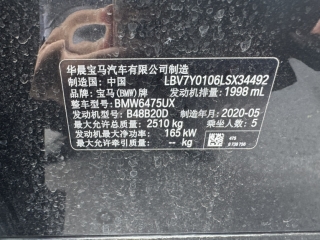 华晨宝马汽车有限公司制造
制造国：中国 LBV7Y0106LSX34492
品牌：宝马(BMW)牌 发动机排量：1998 mL
整车型号：BMW6475UX
发动机型号：B48B20D 制造年月：2020-05
最大允许总质量：2510 kg 乘坐人数：5
发动机最大净功率：165 kW
最大允许牵引质量：-- kg